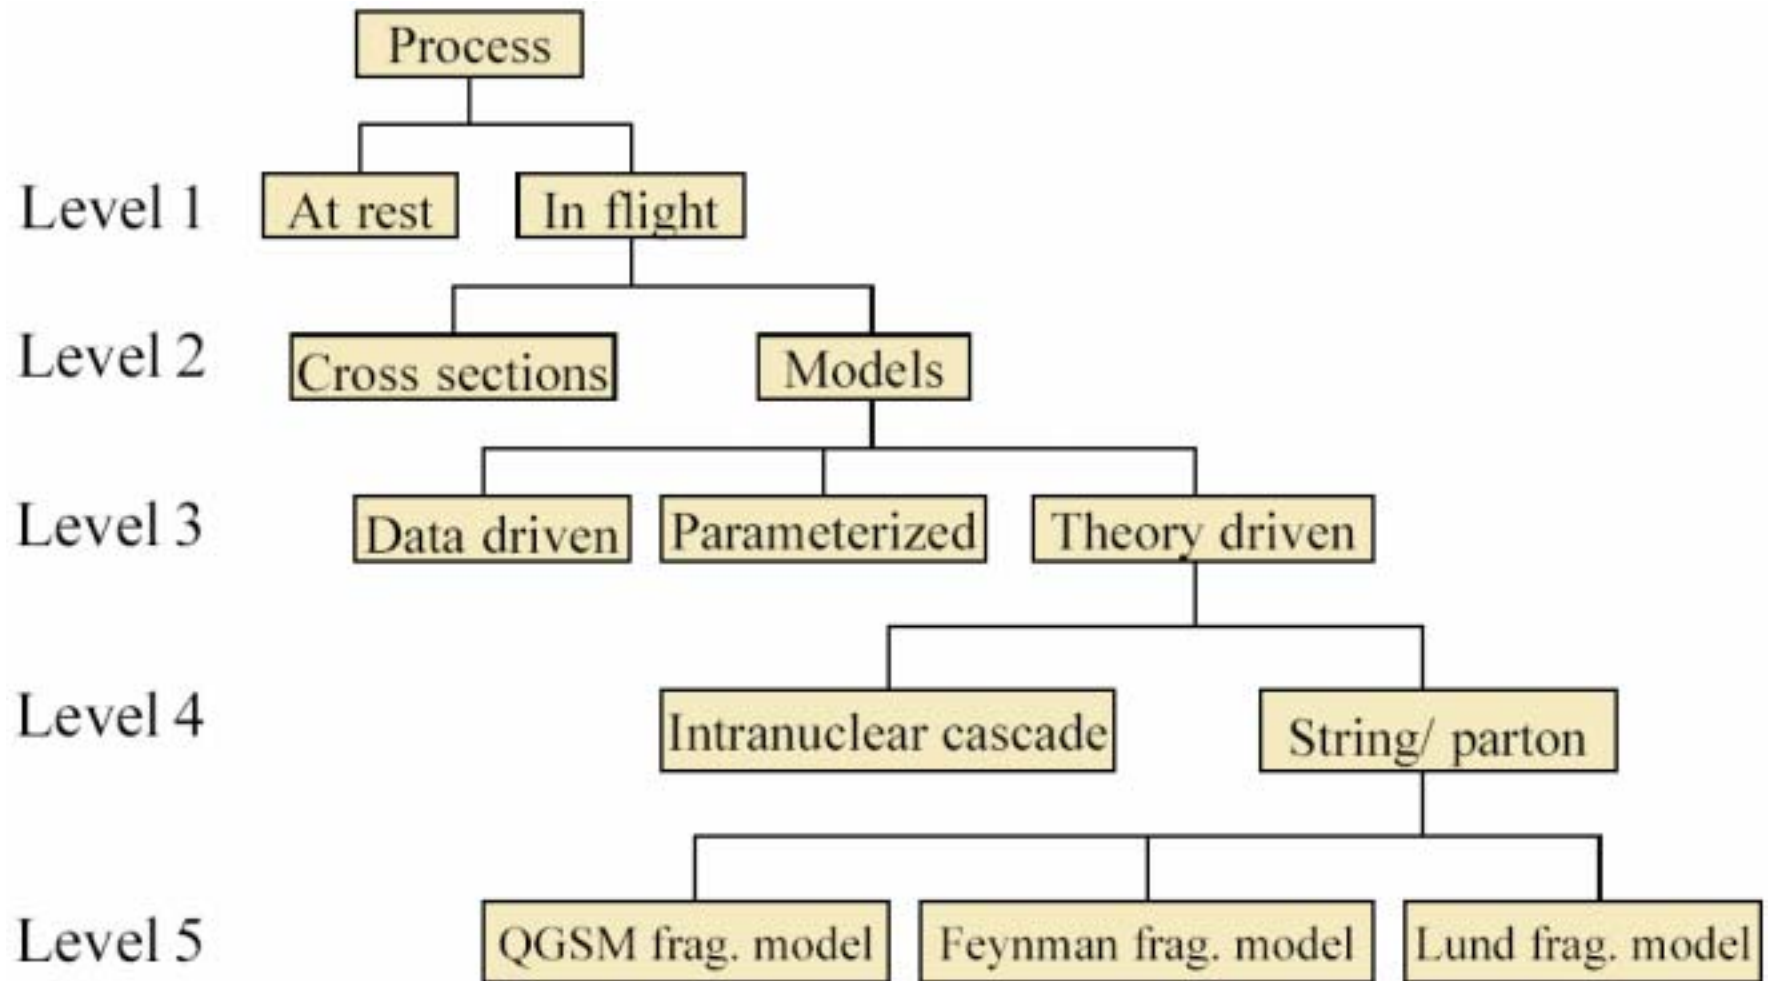 Process
Level 1
At rest
In flight
Level 2
Cross sections
Models
Level 3
Data driven
Parameterized
Theory driven
Level 4
Intranuclear cascade
String/ parton
Level 5
QGSM frag. model
Feynman frag. model
Lund frag. model